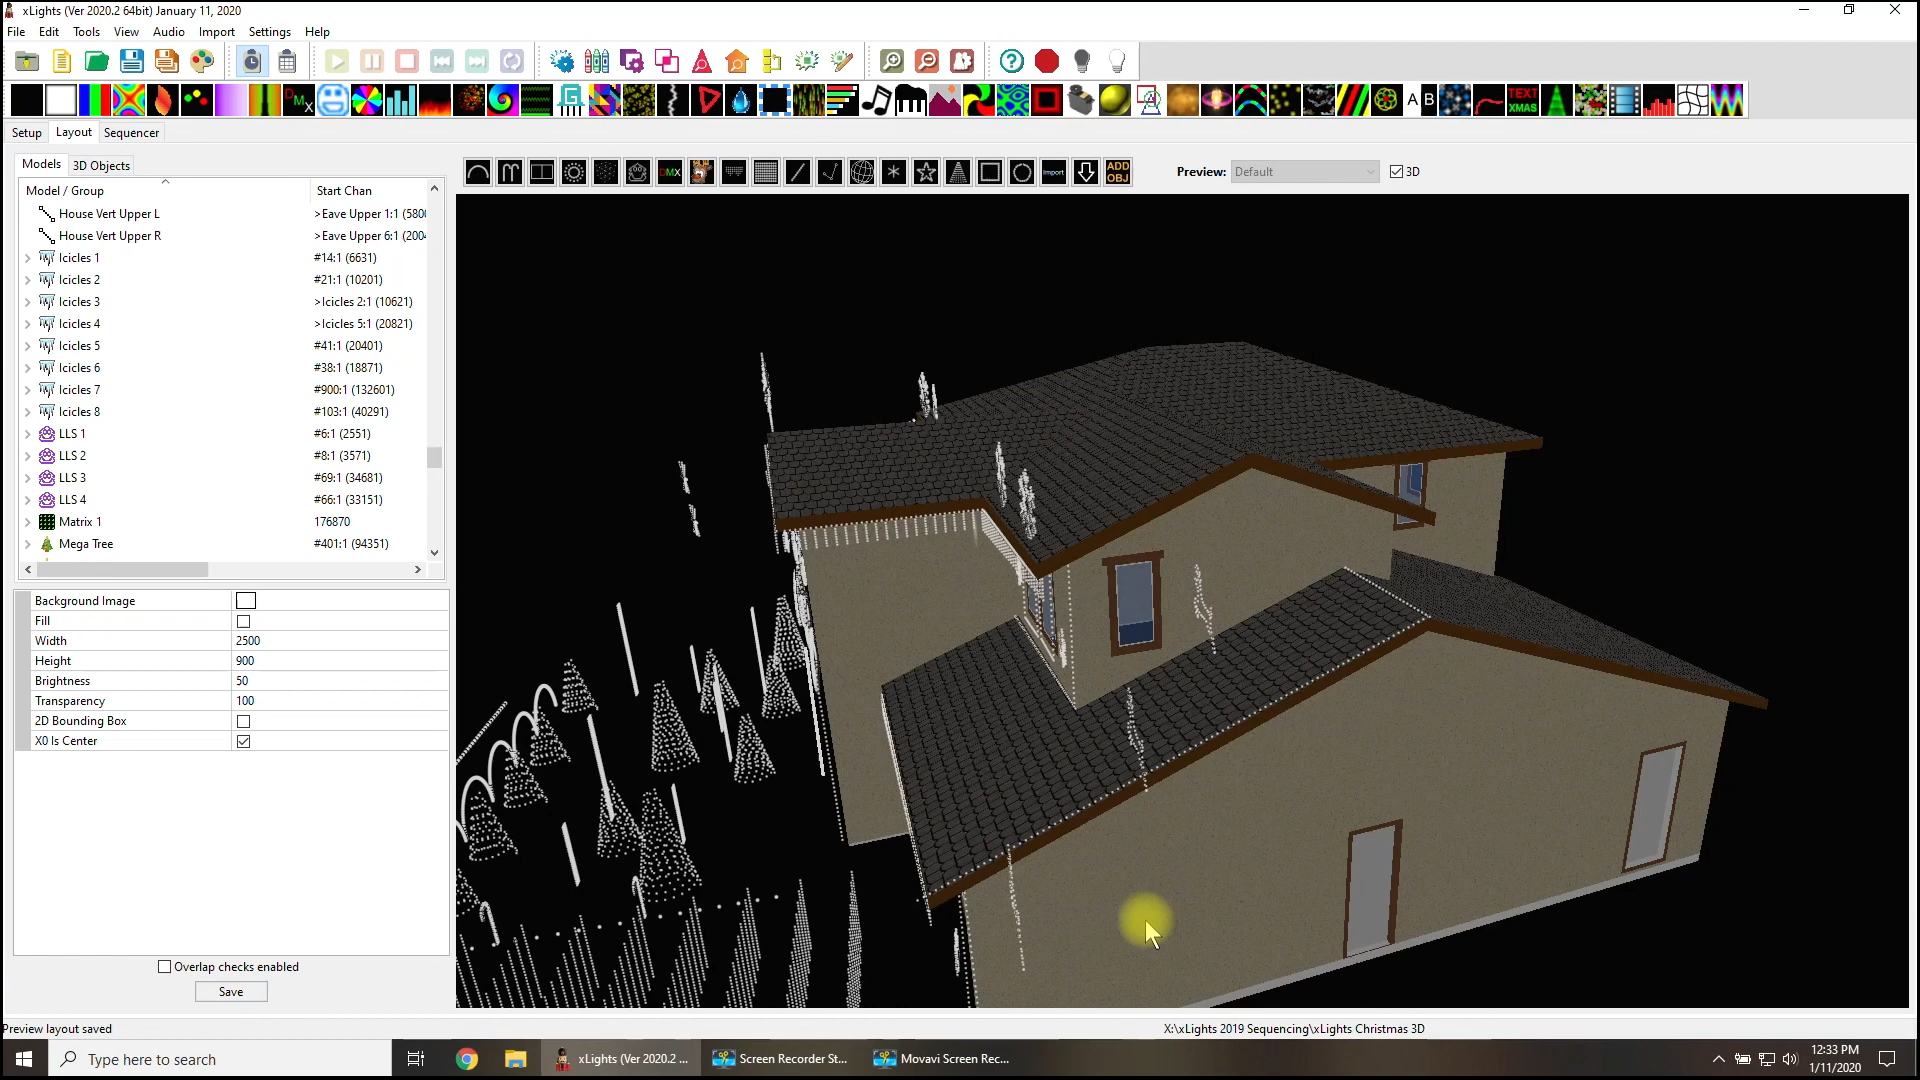 xLights (Ver 2020.2 64bit) January 11, 2020
File Edit Tools View Audio Import Settings Help
DMX
A B
TEXT XMAS
Setup Layout Sequencer
Models 3D Objects
DMX
Import
ADD OBJ
Preview: Default 3D
Model / Group Start Chan
House Vert Upper L >Eave Upper 1:1 (580
House Vert Upper R >Eave Upper 6:1 (200
Icicles 1 #14:1 (6631)
Icicles 2 #21:1 (10201)
Icicles 3 >Icicles 2:1 (10621)
Icicles 4 >Icicles 5:1 (20821)
Icicles 5 #41:1 (20401)
Icicles 6 #38:1 (18871)
Icicles 7 #900:1 (132601)
Icicles 8 #103:1 (40291)
LLS 1 #6:1 (2551)
LLS 2 #8:1 (3571)
LLS 3 #69:1 (34681)
LLS 4 #66:1 (33151)
Matrix 1 176870
Mega Tree #401:1 (94351)
Background Image
Fill
Width 2500
Height 900
Brightness 50
Transparency 100
2D Bounding Box
X0 Is Center
Overlap checks enabled
Save
Preview layout saved X:\xLights 2019 Sequencing\xLights Christmas 3D
Type here to search xLights (Ver 2020.2 ... Screen Recorder St... Movavi Screen Rec...
12:33 PM
1/11/2020